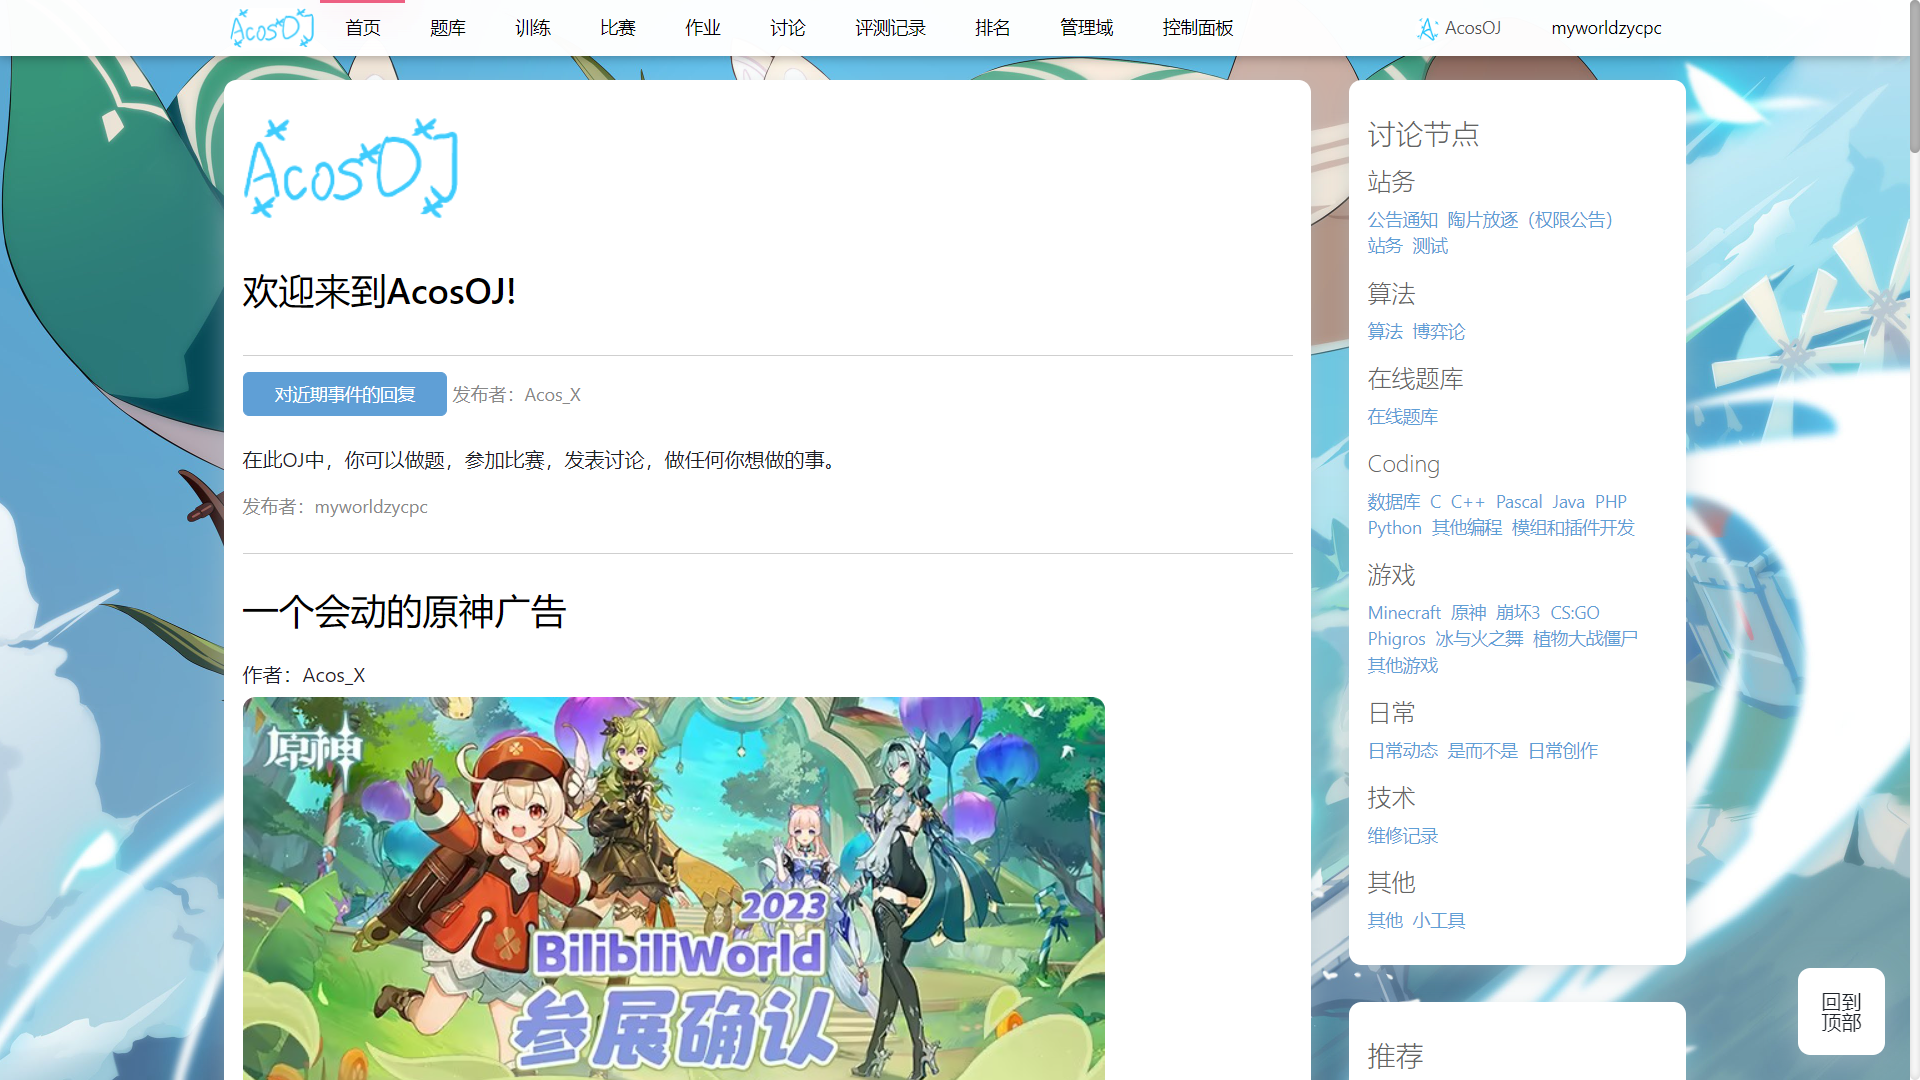 AcosOJ 首页 题库 训练 比赛 作业 讨论 评测记录 排名 管理域 控制面板 AcosOJ myworldzycpc
AcosOJ
欢迎来到AcosOJ!
对近期事件的回复 发布者：Acos_X
在此OJ中，你可以做题，参加比赛，发表讨论，做任何你想做的事。
发布者：myworldzycpc
一个会动的原神广告
作者：Acos_X
原神
2023
BilibiliWorld
参展确认
讨论节点
站务
公告通知 陶片放逐（权限公告）
站务 测试
算法
算法 博弈论
在线题库
在线题库
Coding
数据库 C C++ Pascal Java PHP
Python 其他编程 模组和插件开发
游戏
Minecraft 原神 崩坏3 CS:GO
Phigros 冰与火之舞 植物大战僵尸
其他游戏
日常
日常动态 是而不是 日常创作
技术
维修记录
其他
其他 小工具
推荐
回到
顶部